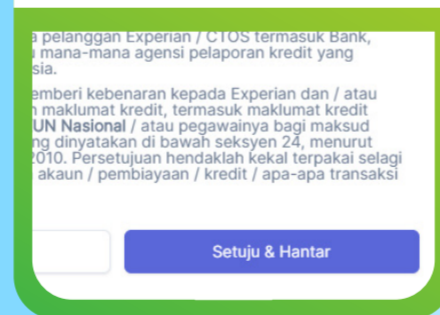 pelanggan Experian / CTOS termasuk Bank,
mana-mana agensi pelaporan kredit yang
sia.
emberi kebenaran kepada Experian dan / atau
maklumat kredit, termasuk maklumat kredit
UN Nasional / atau pegawainya bagi maksud
ng dinyatakan di bawah seksyen 24, menurut
2010. Persetujuan hendaklah kekal terpakai selagi
akaun / pembiayaan / kredit / apa-apa transaksi
Setuju & Hantar